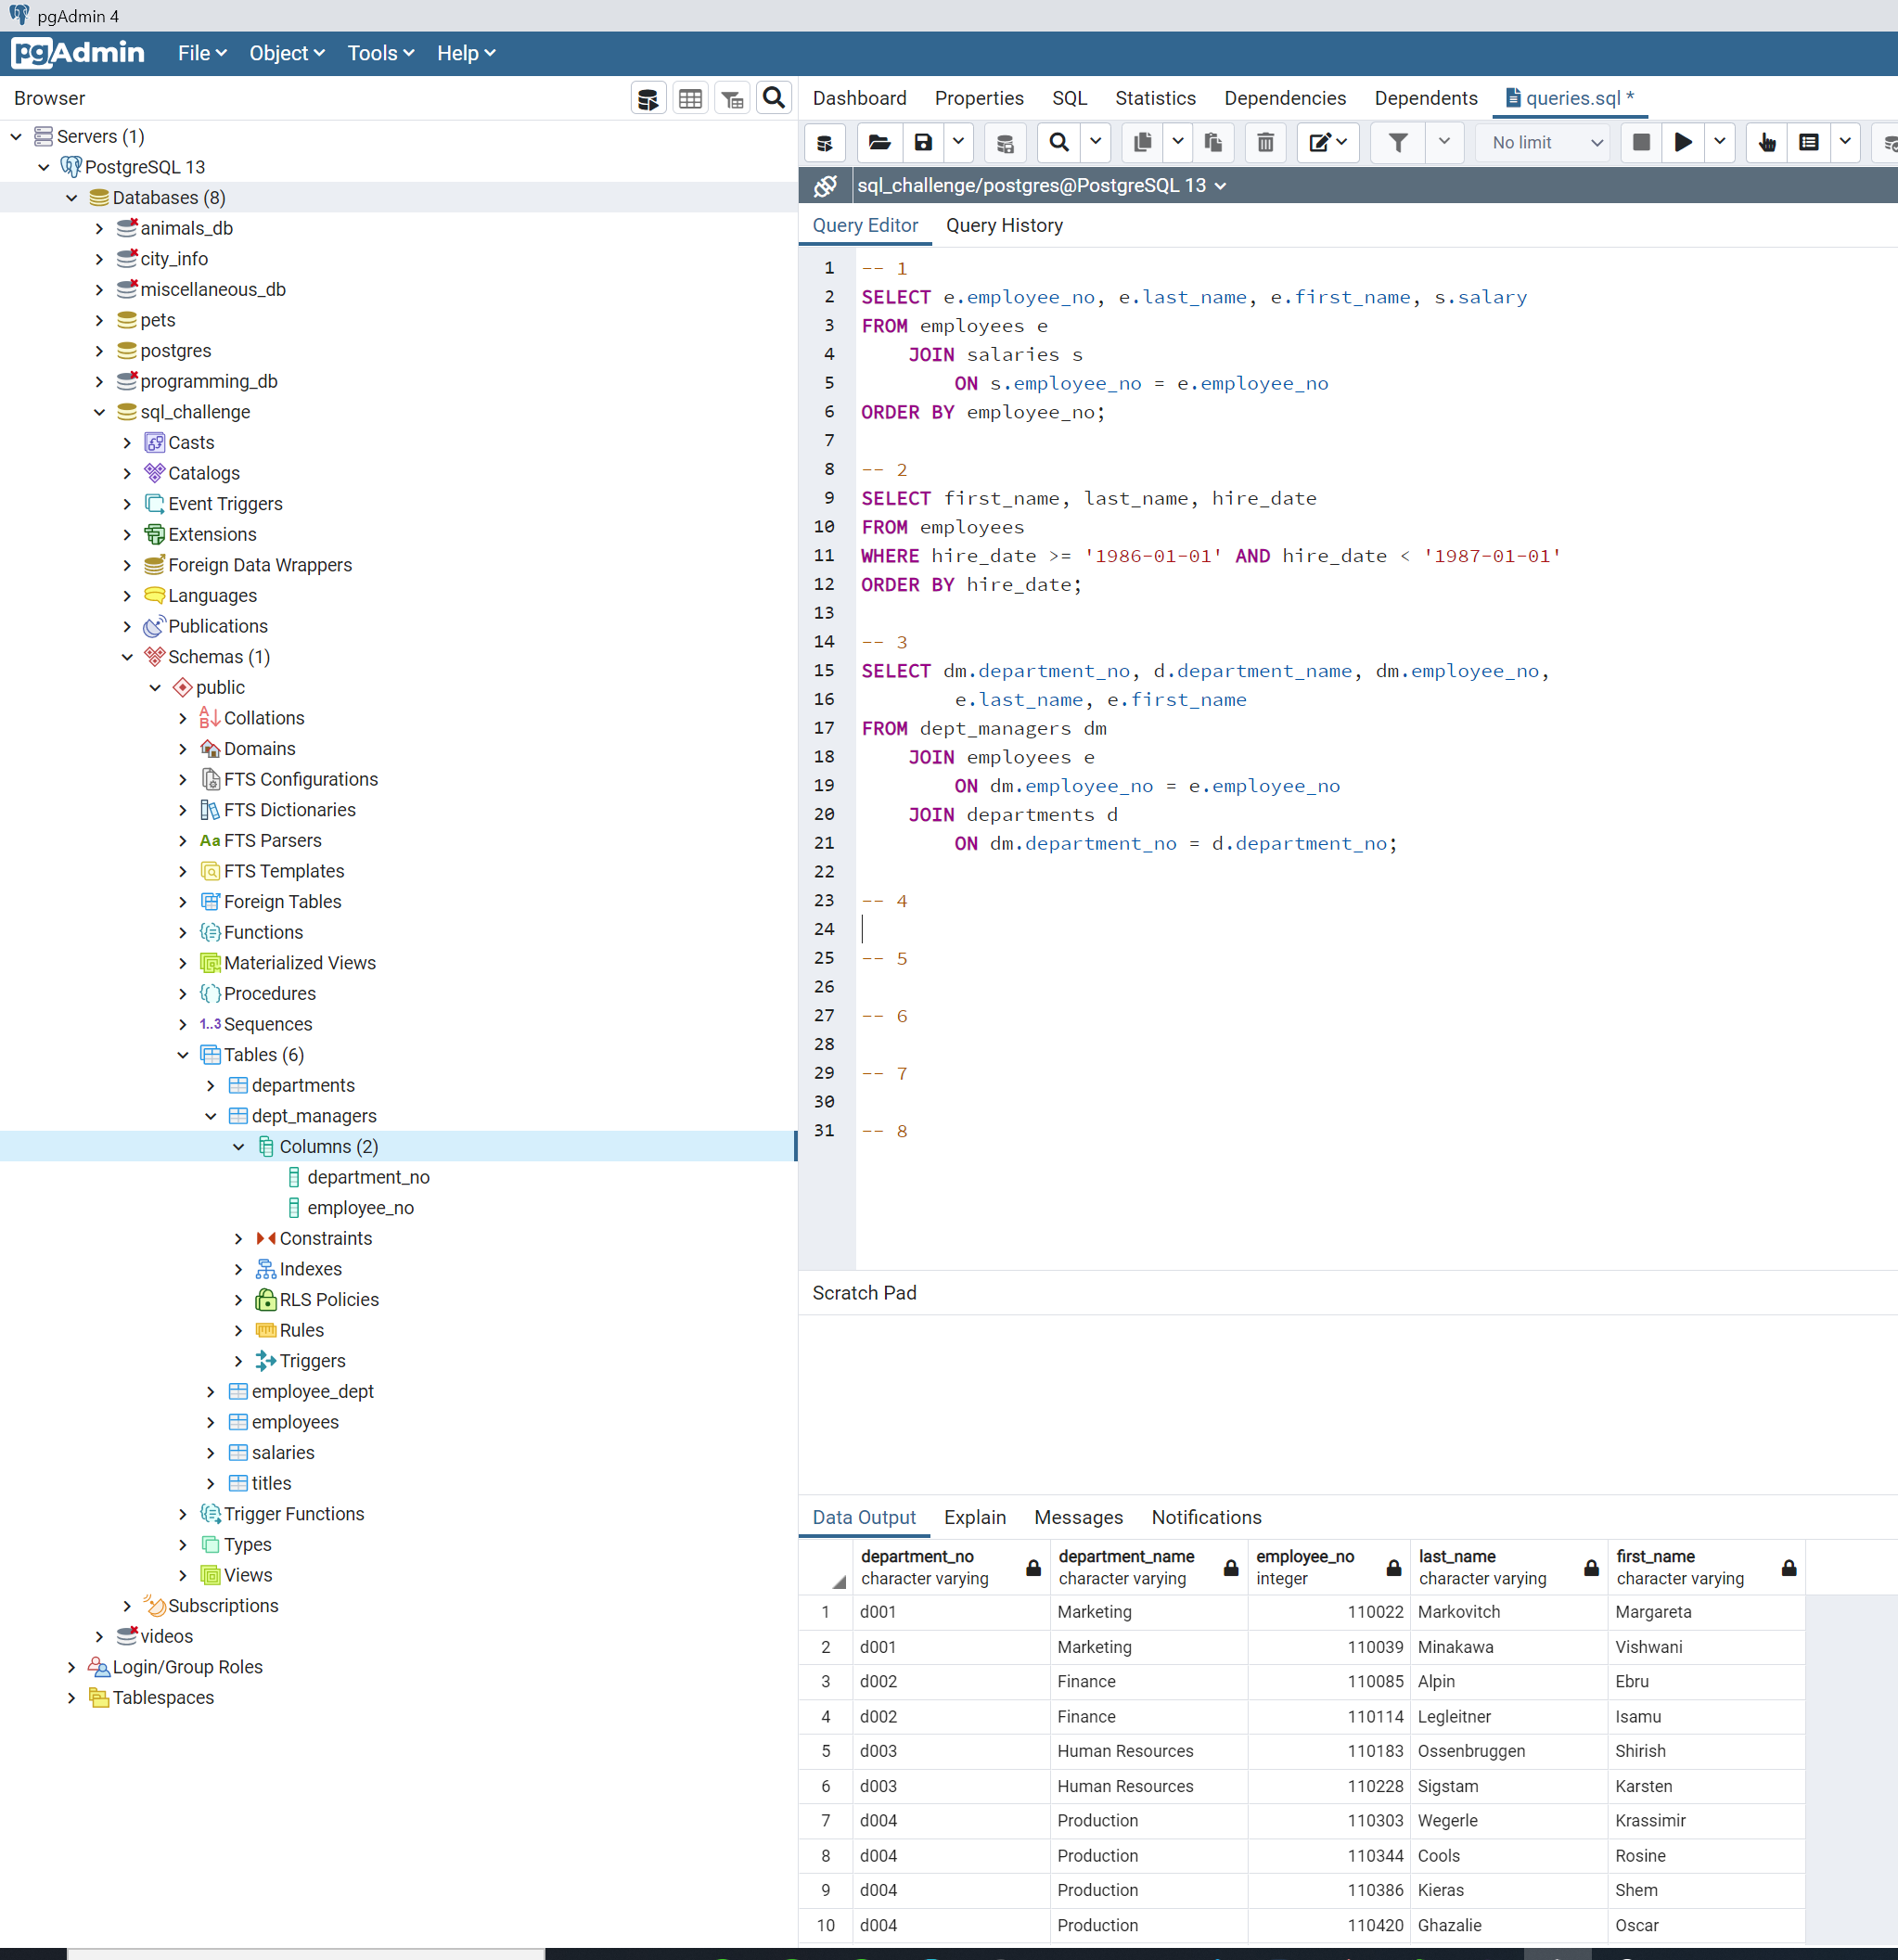 pgAdmin 4
pgAdmin File Object Tools Help
Browser
Servers (1)
PostgreSQL 13
Databases (8)
animals_db
city_info
miscellaneous_db
pets
postgres
programming_db
sql_challenge
Casts
Catalogs
Event Triggers
Extensions
Foreign Data Wrappers
Languages
Publications
Schemas (1)
public
Collations
Domains
FTS Configurations
FTS Dictionaries
Aa FTS Parsers
FTS Templates
Foreign Tables
Functions
Materialized Views
Procedures
1..3 Sequences
Tables (6)
departments
dept_managers
Columns (2)
department_no
employee_no
Constraints
Indexes
RLS Policies
Rules
Triggers
employee_dept
employees
salaries
titles
Trigger Functions
Types
Views
Subscriptions
videos
Login/Group Roles
Tablespaces
Dashboard Properties SQL Statistics Dependencies Dependents queries.sql *
No limit
sql_challenge/postgres@PostgreSQL 13
Query Editor Query History
1 -- 1
2 SELECT e.employee_no, e.last_name, e.first_name, s.salary
3 FROM employees e
4 JOIN salaries s
5 ON s.employee_no = e.employee_no
6 ORDER BY employee_no;
7
8 -- 2
9 SELECT first_name, last_name, hire_date
10 FROM employees
11 WHERE hire_date >= '1986-01-01' AND hire_date < '1987-01-01'
12 ORDER BY hire_date;
13
14 -- 3
15 SELECT dm.department_no, d.department_name, dm.employee_no,
16 e.last_name, e.first_name
17 FROM dept_managers dm
18 JOIN employees e
19 ON dm.employee_no = e.employee_no
20 JOIN departments d
21 ON dm.department_no = d.department_no;
22
23 -- 4
24
25 -- 5
26
27 -- 6
28
29 -- 7
30
31 -- 8
Scratch Pad
Data Output Explain Messages Notifications
department_no department_name employee_no last_name first_name
character varying character varying integer character varying character varying
1 d001 Marketing 110022 Markovitch Margareta
2 d001 Marketing 110039 Minakawa Vishwani
3 d002 Finance 110085 Alpin Ebru
4 d002 Finance 110114 Legleitner Isamu
5 d003 Human Resources 110183 Ossenbruggen Shirish
6 d003 Human Resources 110228 Sigstam Karsten
7 d004 Production 110303 Wegerle Krassimir
8 d004 Production 110344 Cools Rosine
9 d004 Production 110386 Kieras Shem
10 d004 Production 110420 Ghazalie Oscar